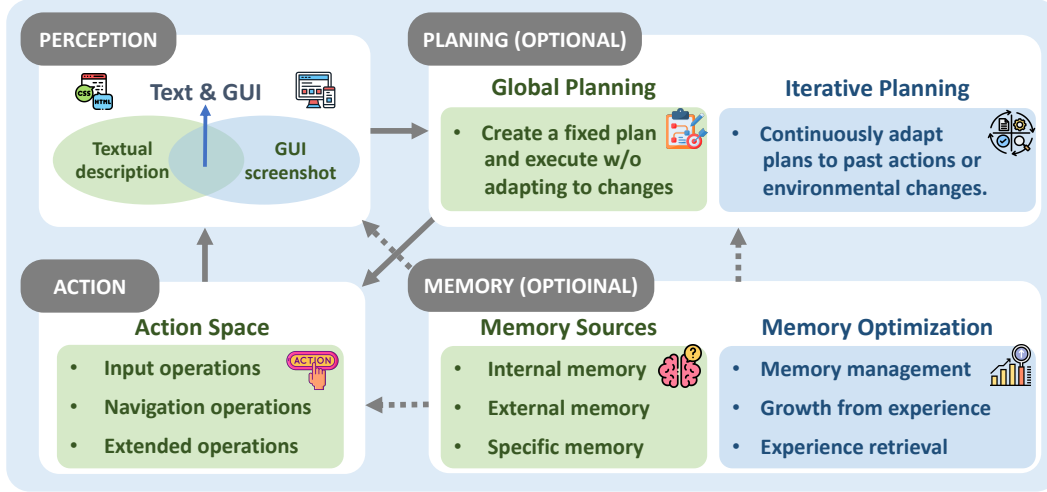 PERCEPTION
CSS
HTML
Text & GUI
Textual
description
GUI
screenshot
PLANING (OPTIONAL)
Global Planning
• Create a fixed plan
and execute w/o
adapting to changes
Iterative Planning
• Continuously adapt
plans to past actions or
environmental changes.
ACTION
Action Space
ACTION
• Input operations
• Navigation operations
• Extended operations
MEMORY (OPTIOINAL)
Memory Sources
?
• Internal memory
• External memory
• Specific memory
Memory Optimization
• Memory management
• Growth from experience
• Experience retrieval